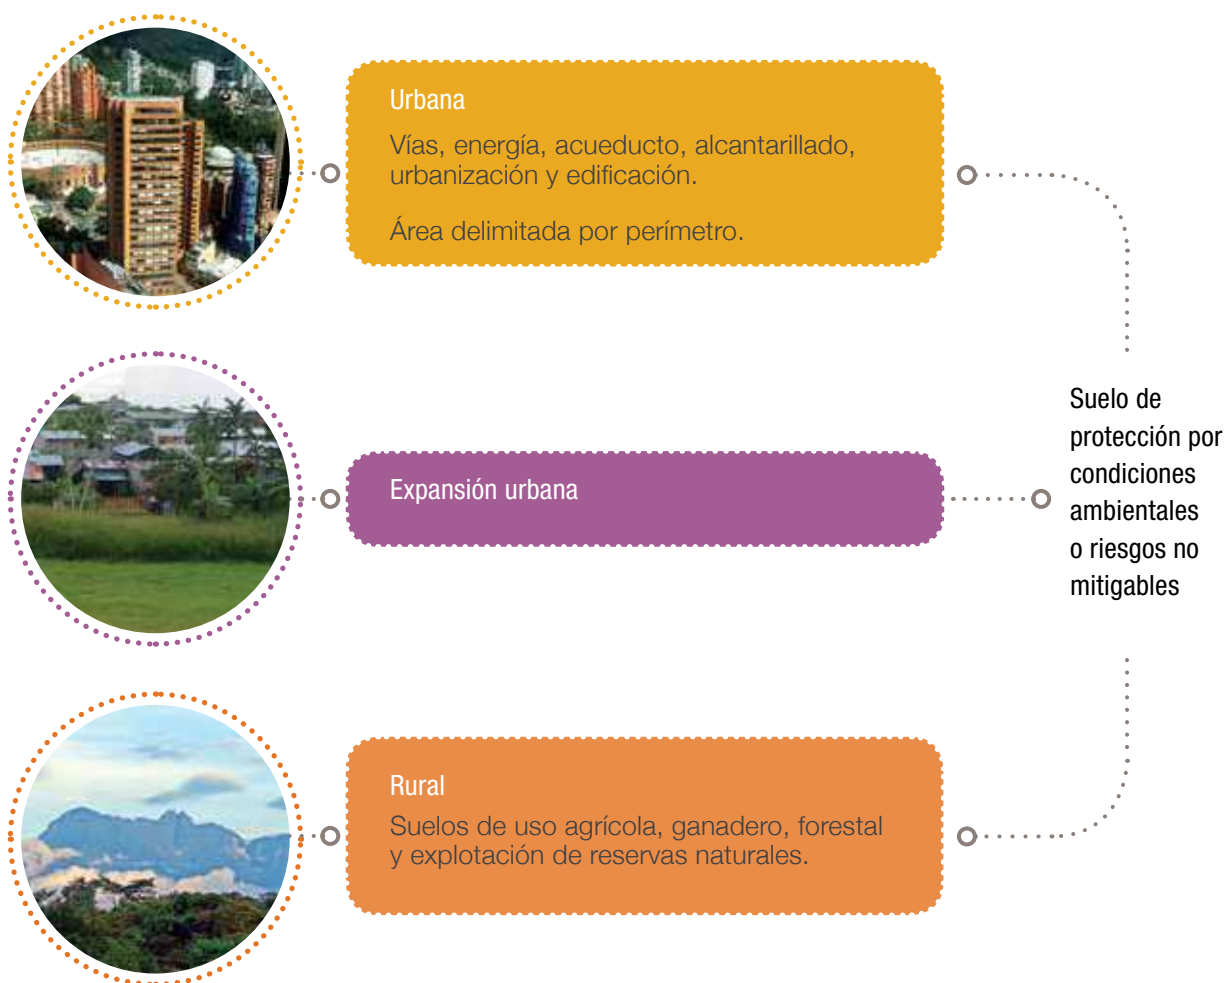 Urbana
Vías, energía, acueducto, alcantarillado,
urbanización y edificación.
Área delimitada por perímetro.
Expansión urbana
Suelo de
protección por
condiciones
ambientales
o riesgos no
mitigables
Rural
Suelos de uso agrícola, ganadero, forestal
y explotación de reservas naturales.